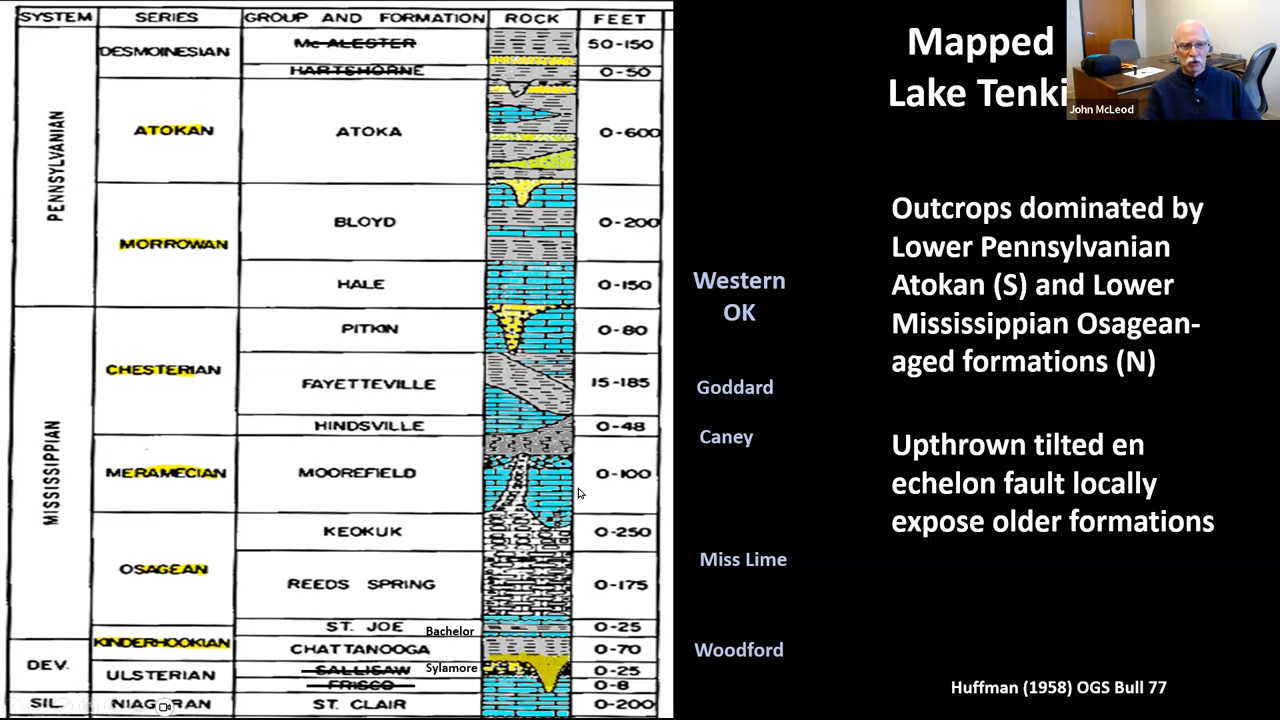 SYSTEM SERIES GROUP AND FORMATION ROCK FEET
DESMOINESIAN Mc ALESTER 50-150
HARTSHORNE 0-50
PENNSYLVANIAN
ATOKAN ATOKA 0-600
MORROWAN BLOYD 0-200
HALE 0-150
MISSISSIPPIAN
CHESTERIAN PITKIN 0-80
FAYETTEVILLE 15-185
HINDSVILLE 0-48
MERAMECIAN MOOREFIELD 0-100
OSAGEAN KEOKUK 0-250
REEDS SPRING 0-175
ST. JOE Bachelor 0-25
KINDERHOOKIAN CHATTANOOGA 0-70
DEV. ULSTERIAN SALLISAW Sylamore 0-25
FRISCO 0-8
SIL. NIAGRAN ST. CLAIR 0-200
Western
OK
Goddard
Caney
Miss Lime
Woodford
Mapped
Lake Tenki
John McLeod
Outcrops dominated by
Lower Pennsylvanian
Atokan (S) and Lower
Mississippian Osagean-
aged formations (N)
Upthrown tilted en
echelon fault locally
expose older formations
Huffman (1958) OGS Bull 77